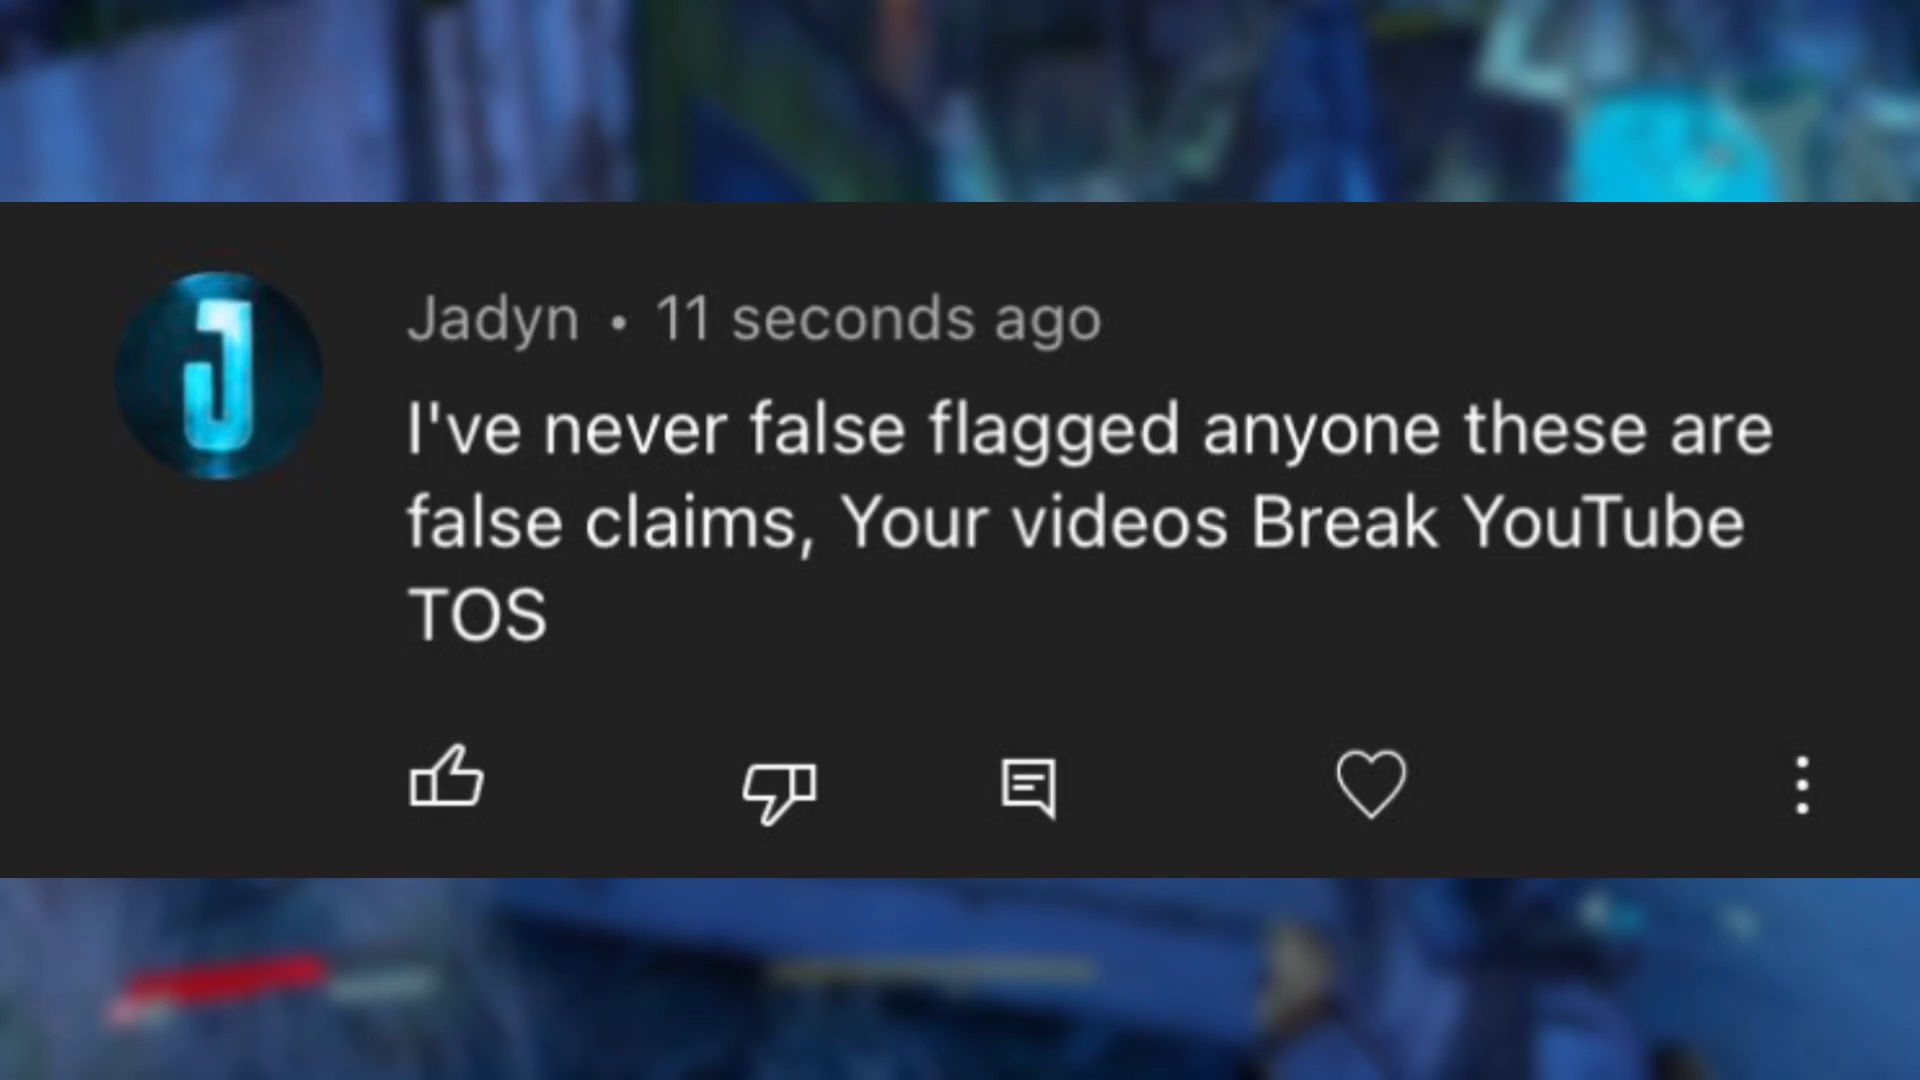 J
Jadyn • 11 seconds ago
I've never false flagged anyone these are
false claims, Your videos Break YouTube
TOS